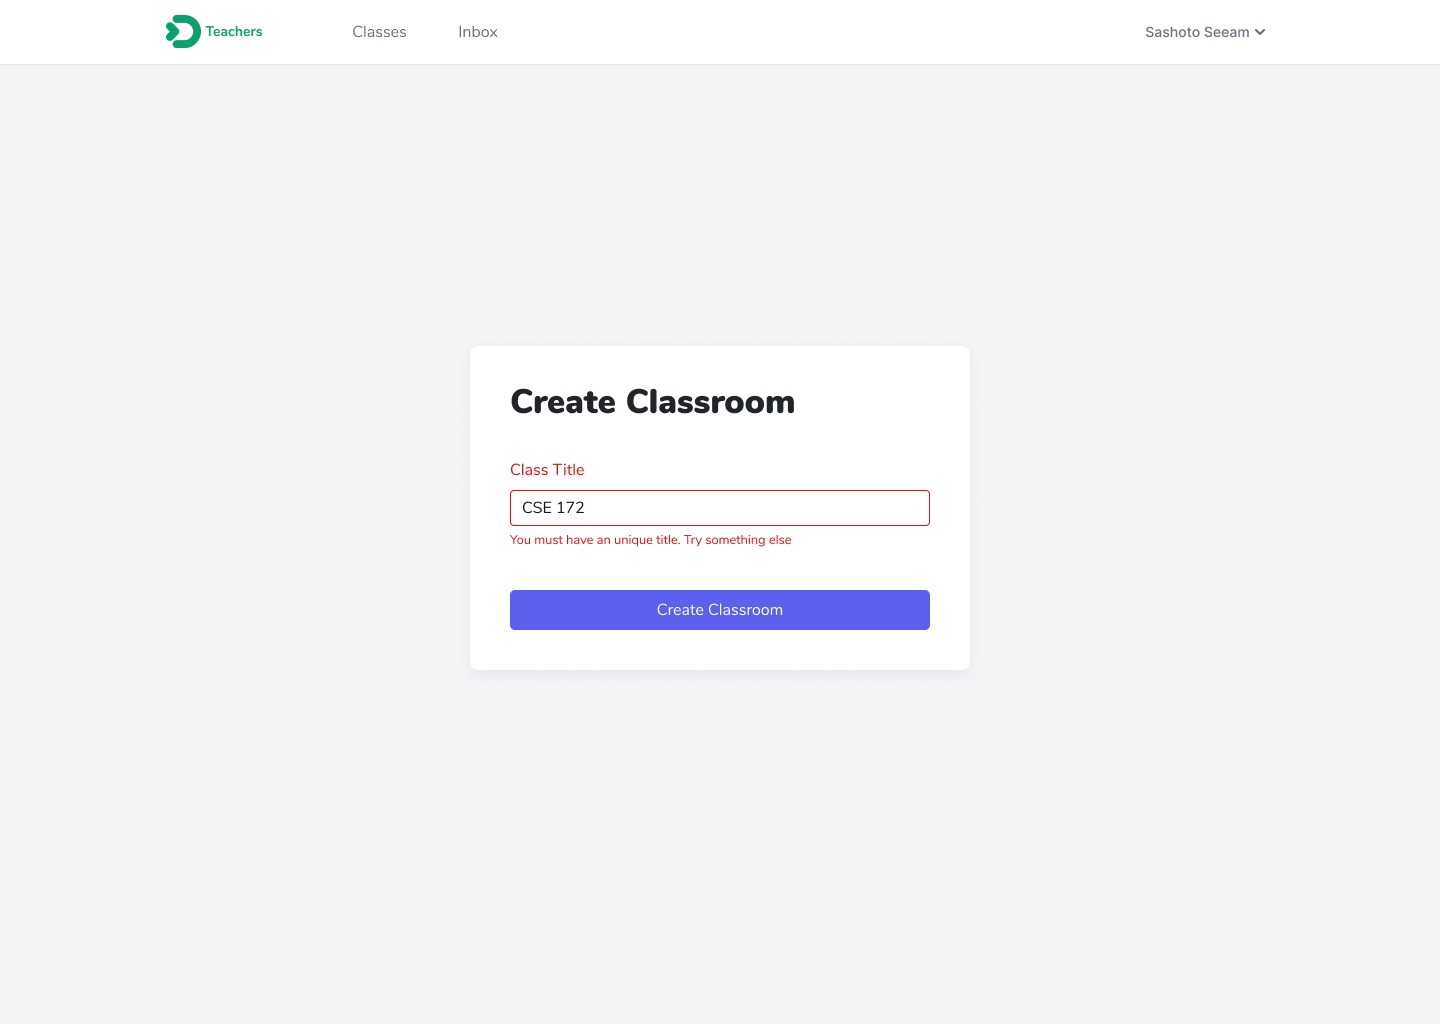 Teachers
Classes
Inbox
Sashoto Seeam
Create Classroom
Class Title
CSE 172
You must have an unique title. Try something else
Create Classroom